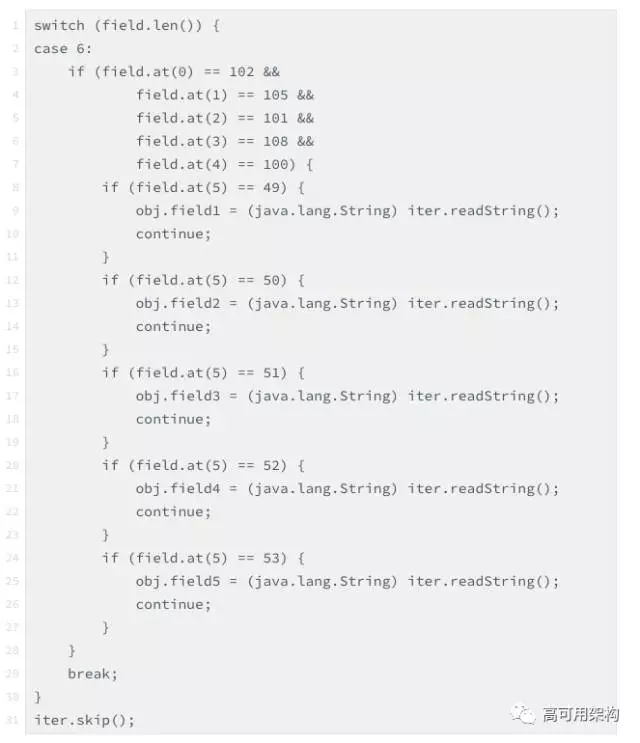 1 switch (field.len()) {
2 case 6:
3     if (field.at(0) == 102 &&
4             field.at(1) == 105 &&
5             field.at(2) == 101 &&
6             field.at(3) == 108 &&
7             field.at(4) == 100) {
8         if (field.at(5) == 49) {
9             obj.field1 = (java.lang.String) iter.readString();
10             continue;
11         }
12         if (field.at(5) == 50) {
13             obj.field2 = (java.lang.String) iter.readString();
14             continue;
15         }
16         if (field.at(5) == 51) {
17             obj.field3 = (java.lang.String) iter.readString();
18             continue;
19         }
20         if (field.at(5) == 52) {
21             obj.field4 = (java.lang.String) iter.readString();
22             continue;
23         }
24         if (field.at(5) == 53) {
25             obj.field5 = (java.lang.String) iter.readString();
26             continue;
27         }
28     }
29     break;
30 }
31 iter.skip();
高可用架构